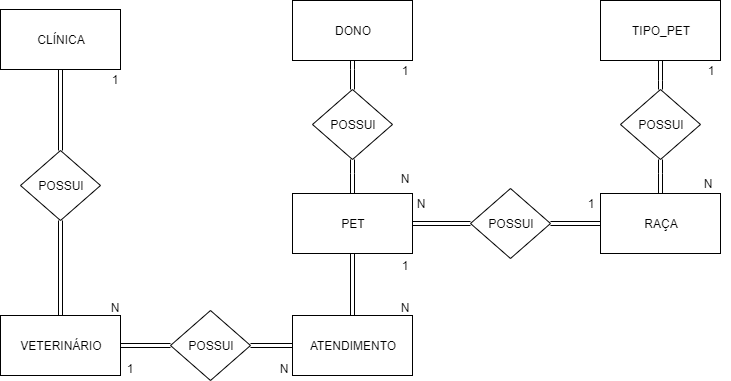 CLÍNICA
DONO
TIPO_PET
1
1
1
POSSUI
POSSUI
POSSUI
N
N
N
1
PET
POSSUI
RAÇA
1
N
N
VETERINÁRIO
POSSUI
ATENDIMENTO
1
N